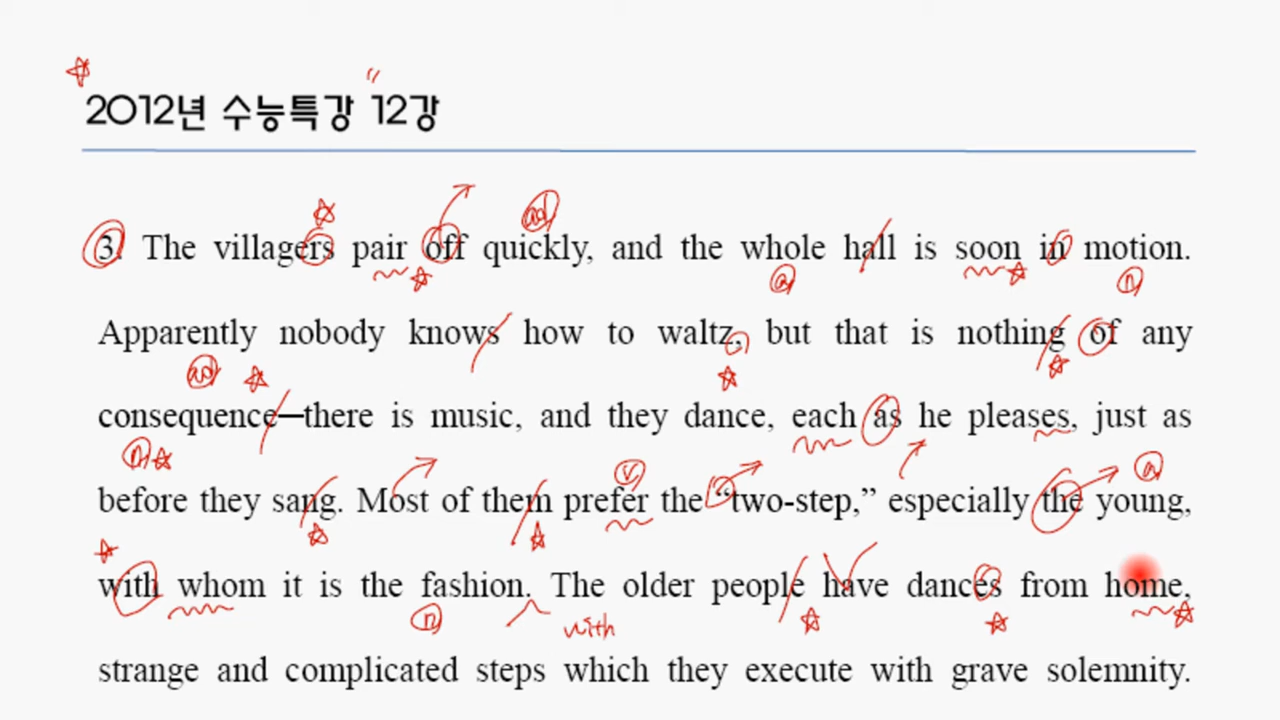 2012년 수능특강 12강
3. The villagers pair off quickly, and the whole hall is soon in motion.
Apparently nobody knows how to waltz, but that is nothing of any
consequence—there is music, and they dance, each as he pleases, just as
before they sang. Most of them prefer the “two-step,” especially the young,
with whom it is the fashion. The older people have dances from home,
with
strange and complicated steps which they execute with grave solemnity.